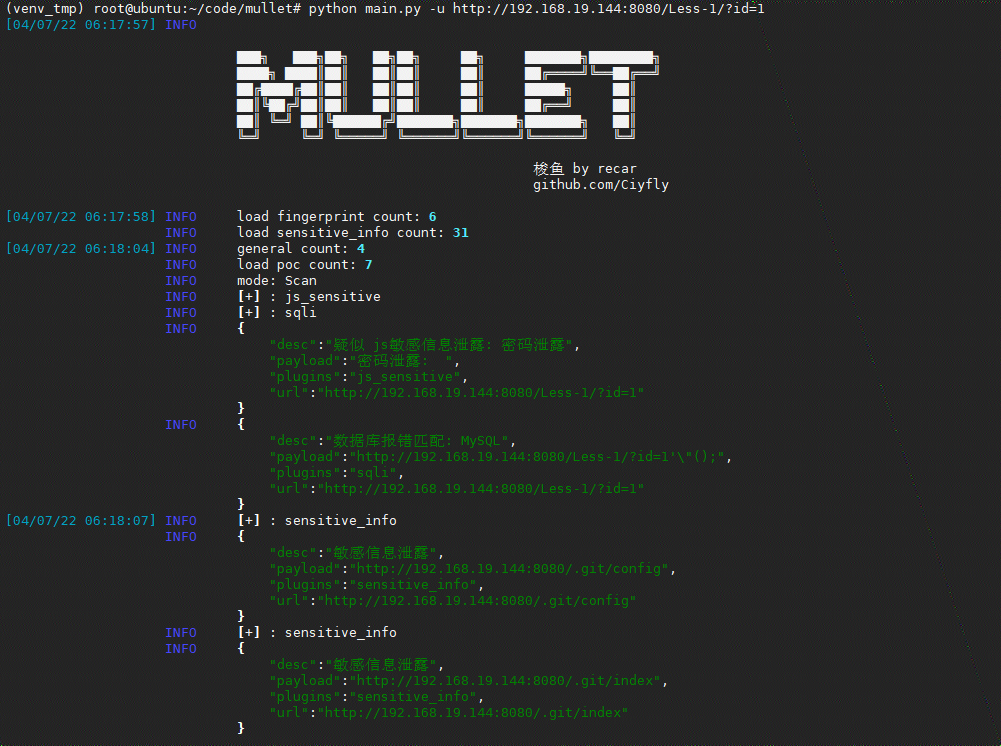 (venv_tmp) root@ubuntu:~/code/mullet# python main.py -u http://192.168.19.144:8080/Less-1/?id=1
[04/07/22 06:17:57] INFO
MULLET
梭鱼 by recar
github.com/Ciyfly
[04/07/22 06:17:58] INFO load fingerprint count: 6
INFO load sensitive_info count: 31
[04/07/22 06:18:04] INFO general count: 4
INFO load poc count: 7
INFO mode: Scan
INFO [+] : js_sensitive
INFO [+] : sqli
INFO {
"desc":"疑似 js敏感信息泄露: 密码泄露",
"payload":"密码泄露:  ",
"plugins":"js_sensitive",
"url":"http://192.168.19.144:8080/Less-1/?id=1"
}
INFO {
"desc":"数据库报错匹配: MySQL",
"payload":"http://192.168.19.144:8080/Less-1/?id=1'\"();",
"plugins":"sqli",
"url":"http://192.168.19.144:8080/Less-1/?id=1"
}
[04/07/22 06:18:07] INFO [+] : sensitive_info
INFO {
"desc":"敏感信息泄露",
"payload":"http://192.168.19.144:8080/.git/config",
"plugins":"sensitive_info",
"url":"http://192.168.19.144:8080/.git/config"
}
INFO [+] : sensitive_info
INFO {
"desc":"敏感信息泄露",
"payload":"http://192.168.19.144:8080/.git/index",
"plugins":"sensitive_info",
"url":"http://192.168.19.144:8080/.git/index"
}